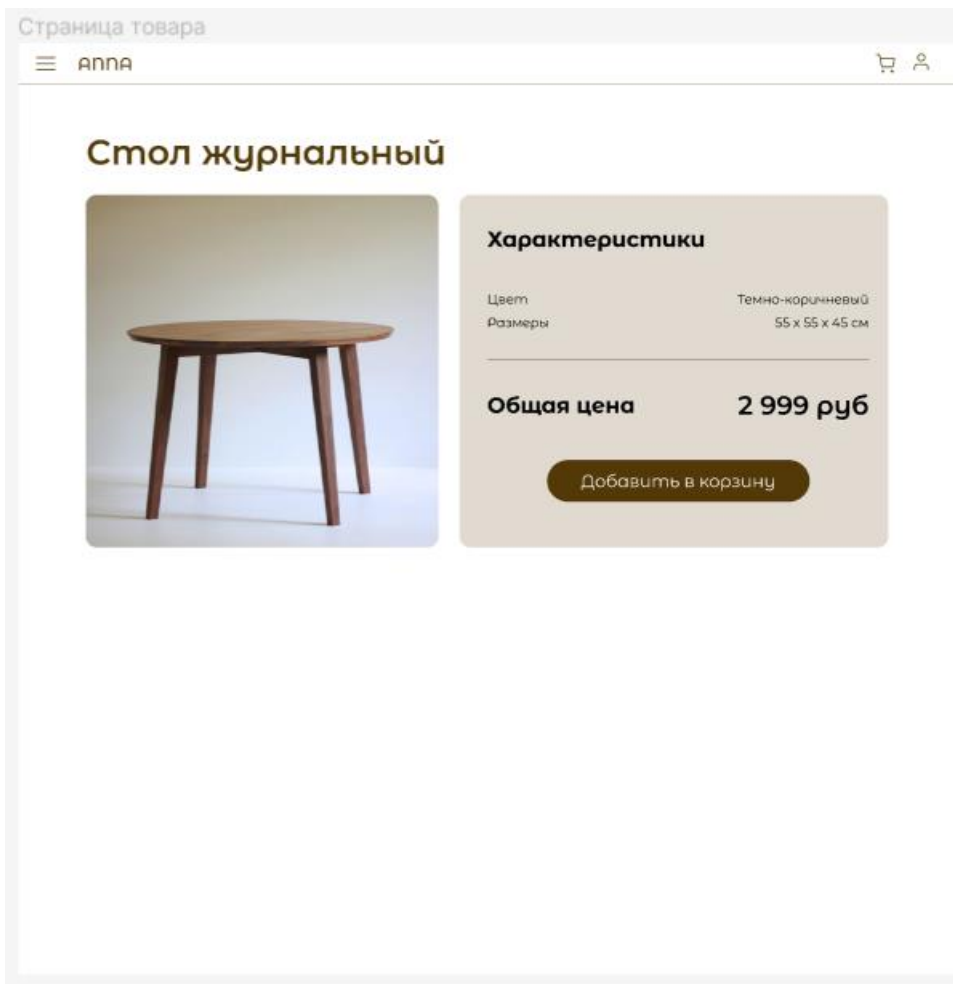 Страница товара
ANNA
Стол журнальный
Характеристики
Цвет Темно-коричневый
Размеры 55 x 55 x 45 см
Общая цена 2 999 руб
Добавить в корзину